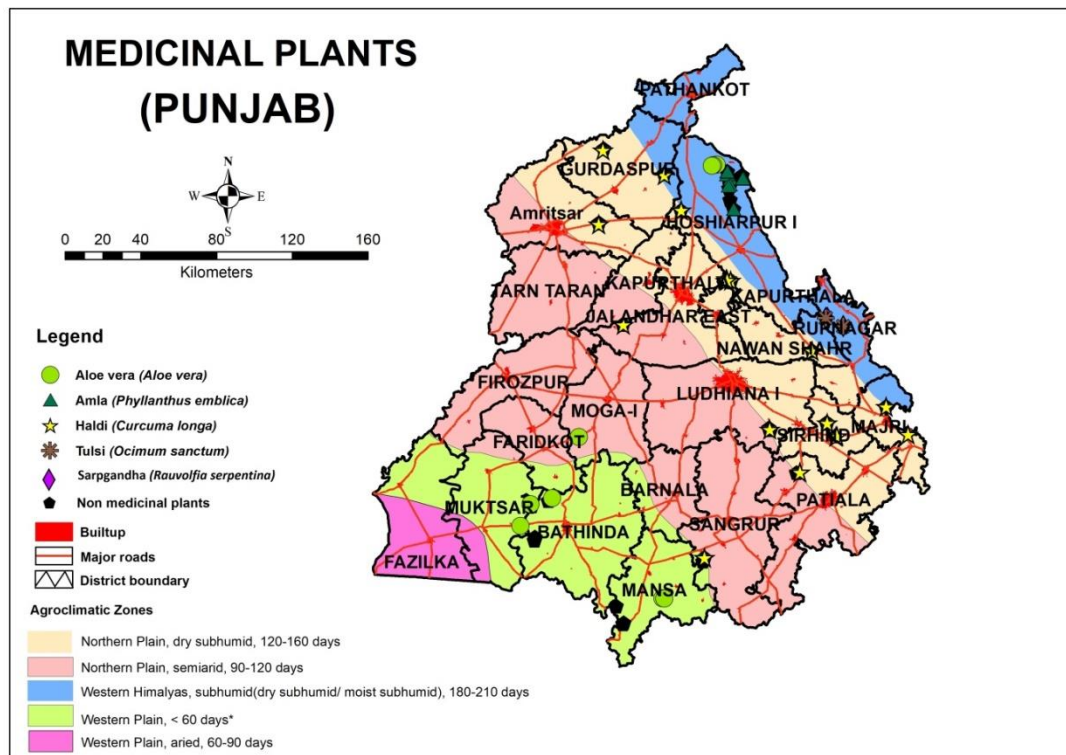 MEDICINAL PLANTS
(PUNJAB)
N
W E
S
0 20 40 80 120 160
Kilometers
Legend
Aloe vera (Aloe vera)
Amla (Phyllanthus emblica)
Haldi (Curcuma longa)
Tulsi (Ocimum sanctum)
Sarpgandha (Rauvolfia serpentina)
Non medicinal plants
Builtup
Major roads
District boundary
Agroclimatic Zones
Northern Plain, dry subhumid, 120-160 days
Northern Plain, semiarid, 90-120 days
Western Himalyas, subhumid(dry subhumid/ moist subhumid), 180-210 days
Western Plain, < 60 days*
Western Plain, aried, 60-90 days
PATHANKOT
GURDASPUR
Amritsar
HOSHIARPUR I
TARN TARAN
KAPURTHALA
KAPURTHALA
JALANDHAR EAST
RUPNAGAR
NAWAN SHAHR
FIROZPUR
MOGA-I
LUDHIANA I
FARIDKOT
SIRHIND
MAJRI
MUKTSAR
BARNALA
PATIALA
BATHINDA
SANGRUR
FAZILKA
MANSA